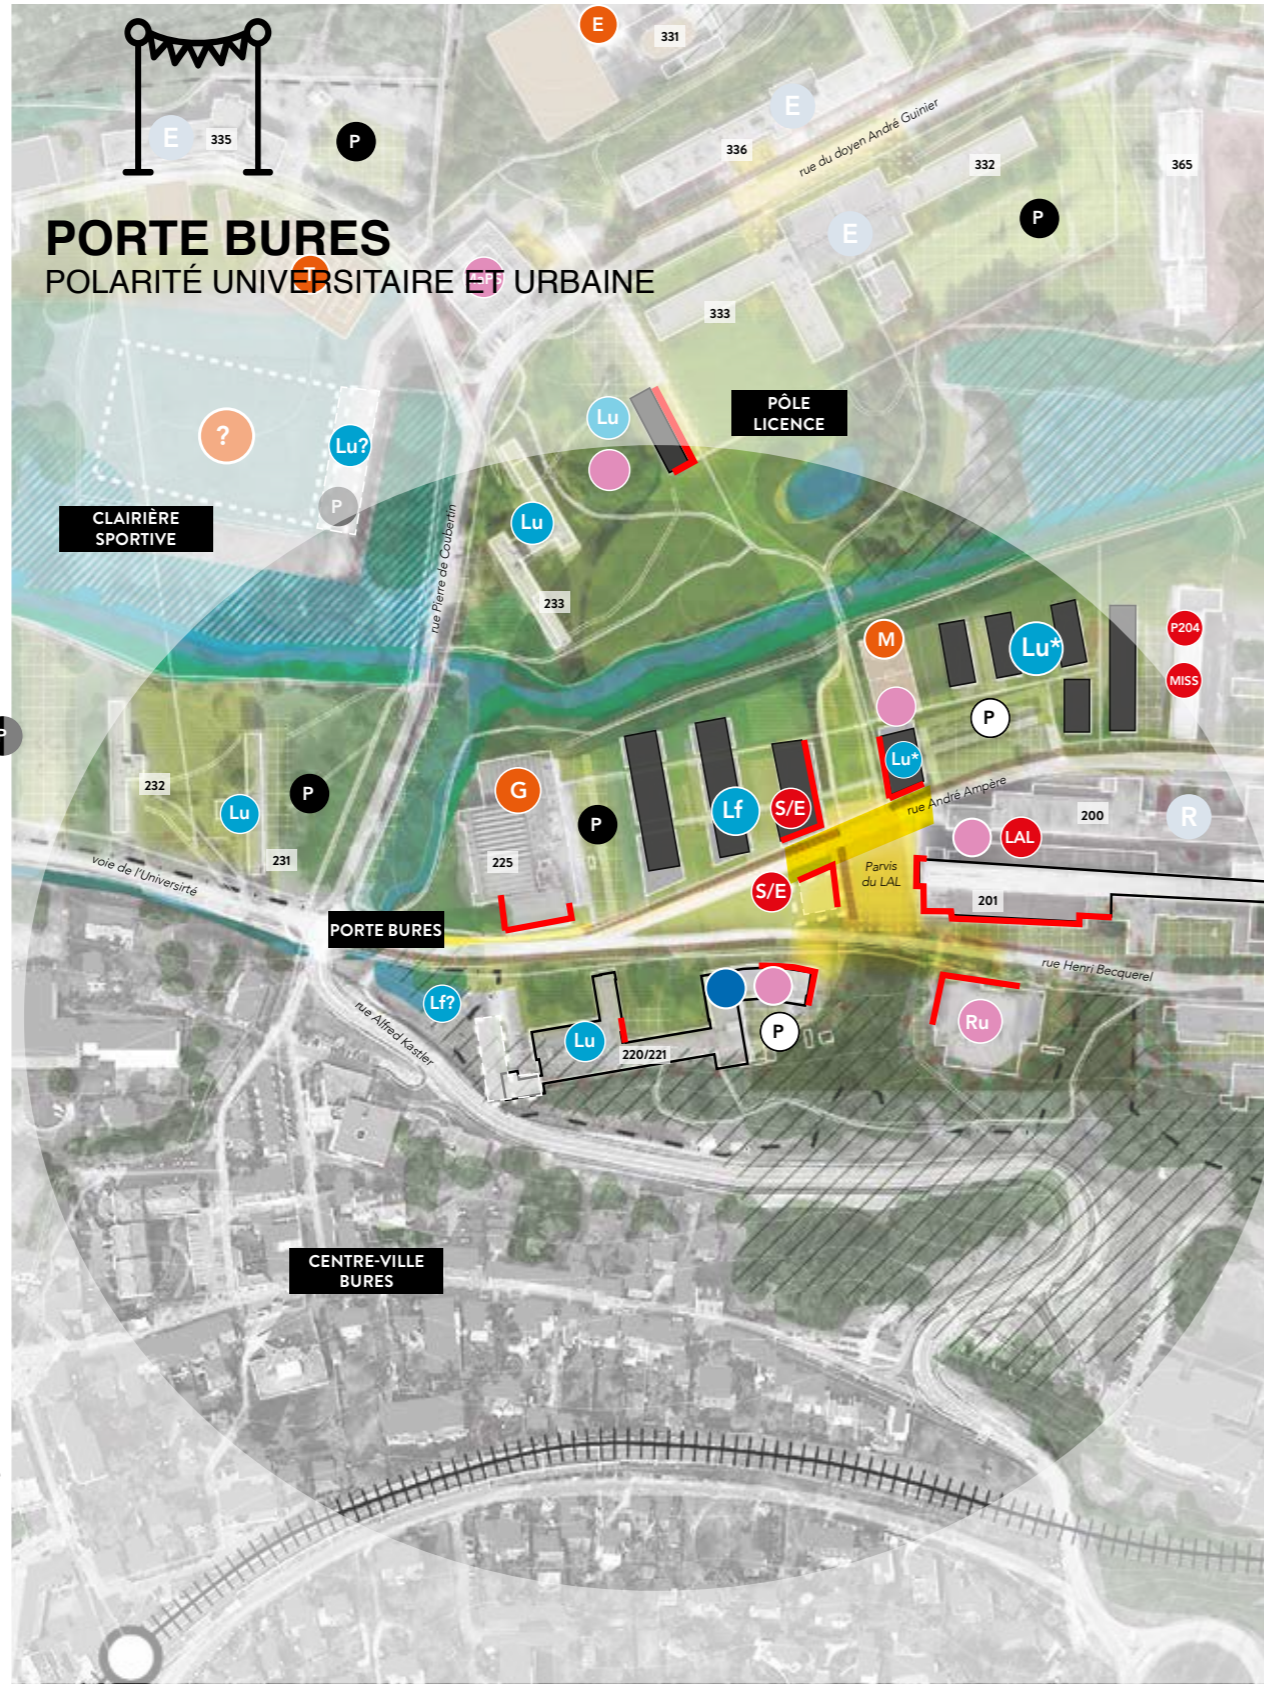 E
331
E
335
P
336
rue du doyen André Guinier
332
365
E
P
PORTE BURES
POLARITÉ UNIVERSITAIRE ET URBAINE
333
PÔLE
LICENCE
Lu
?
Lu?
P
CLAIRIÈRE
SPORTIVE
Lu
rue Pierre de Coubertin
233
M
Lu*
P204
MISS
P
P
Lu*
232
Lu
P
231
G
225
P
Lf
S/E
rue André Ampère
200
R
LAL
voie de l'Universirté
S/E
Parvis
du LAL
201
PORTE BURES
rue Henri Becquerel
Lf?
rue Alfred Kastler
Lu
220/221
P
Ru
CENTRE-VILLE
BURES